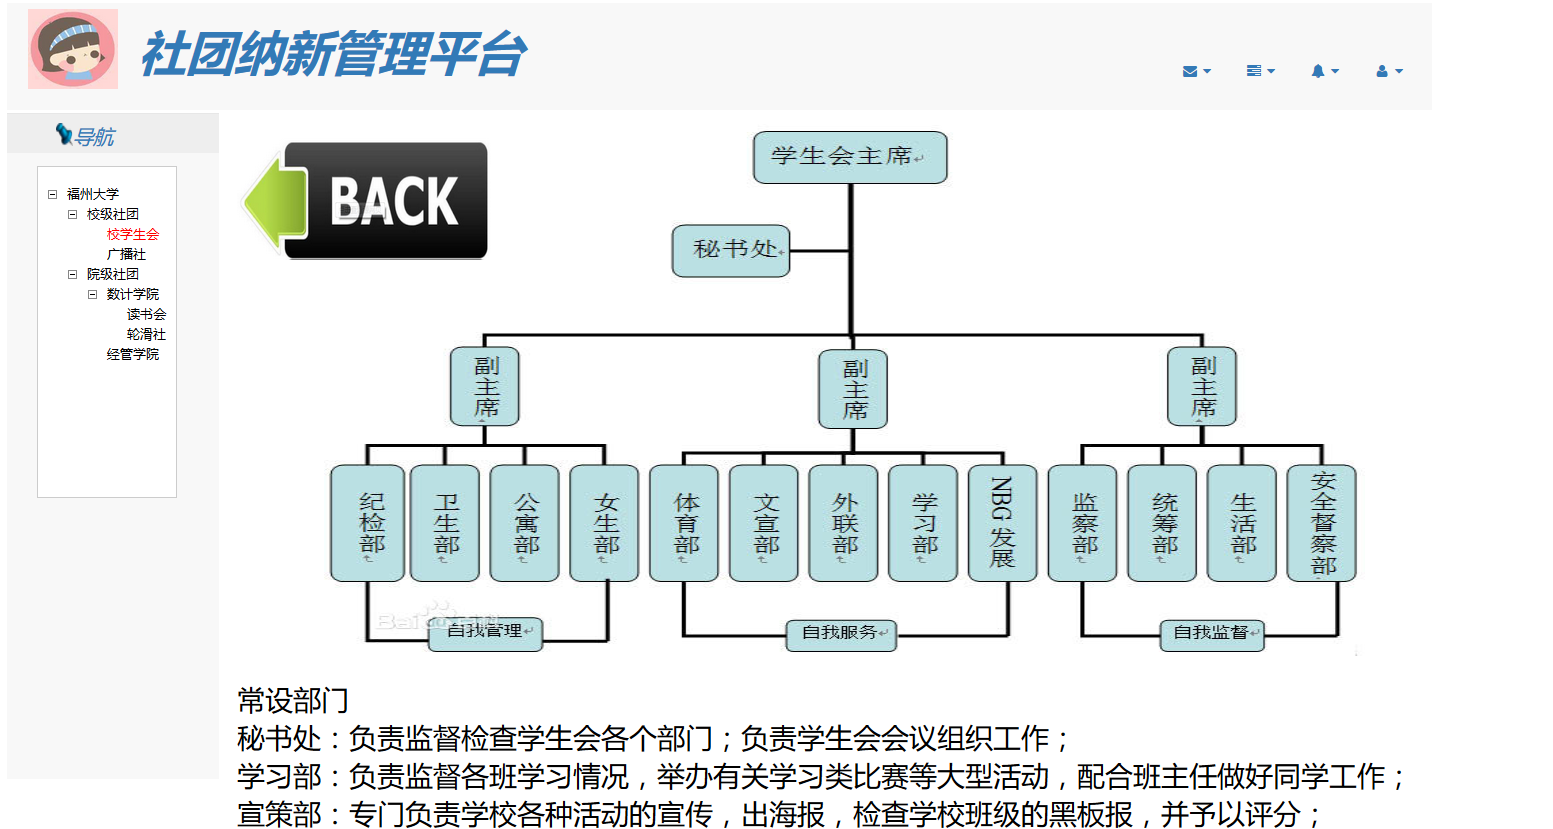 社团纳新管理平台
导航
福州大学
校级社团
校学生会
广播社
院级社团
数计学院
读书会
轮滑社
经管学院
BACK
学生会主席
秘书处
副主席
副主席
副主席
纪检部
卫生部
公寓部
女生部
体育部
文宣部
外联部
学习部
NBG 发展
监察部
统筹部
生活部
安全督察部
自我管理
自我服务
自我监督
常设部门
秘书处：负责监督检查学生会各个部门；负责学生会会议组织工作；
学习部：负责监督各班学习情况，举办有关学习类比赛等大型活动，配合班主任做好同学工作；
宣策部：专门负责学校各种活动的宣传，出海报，检查学校班级的黑板报，并予以评分；